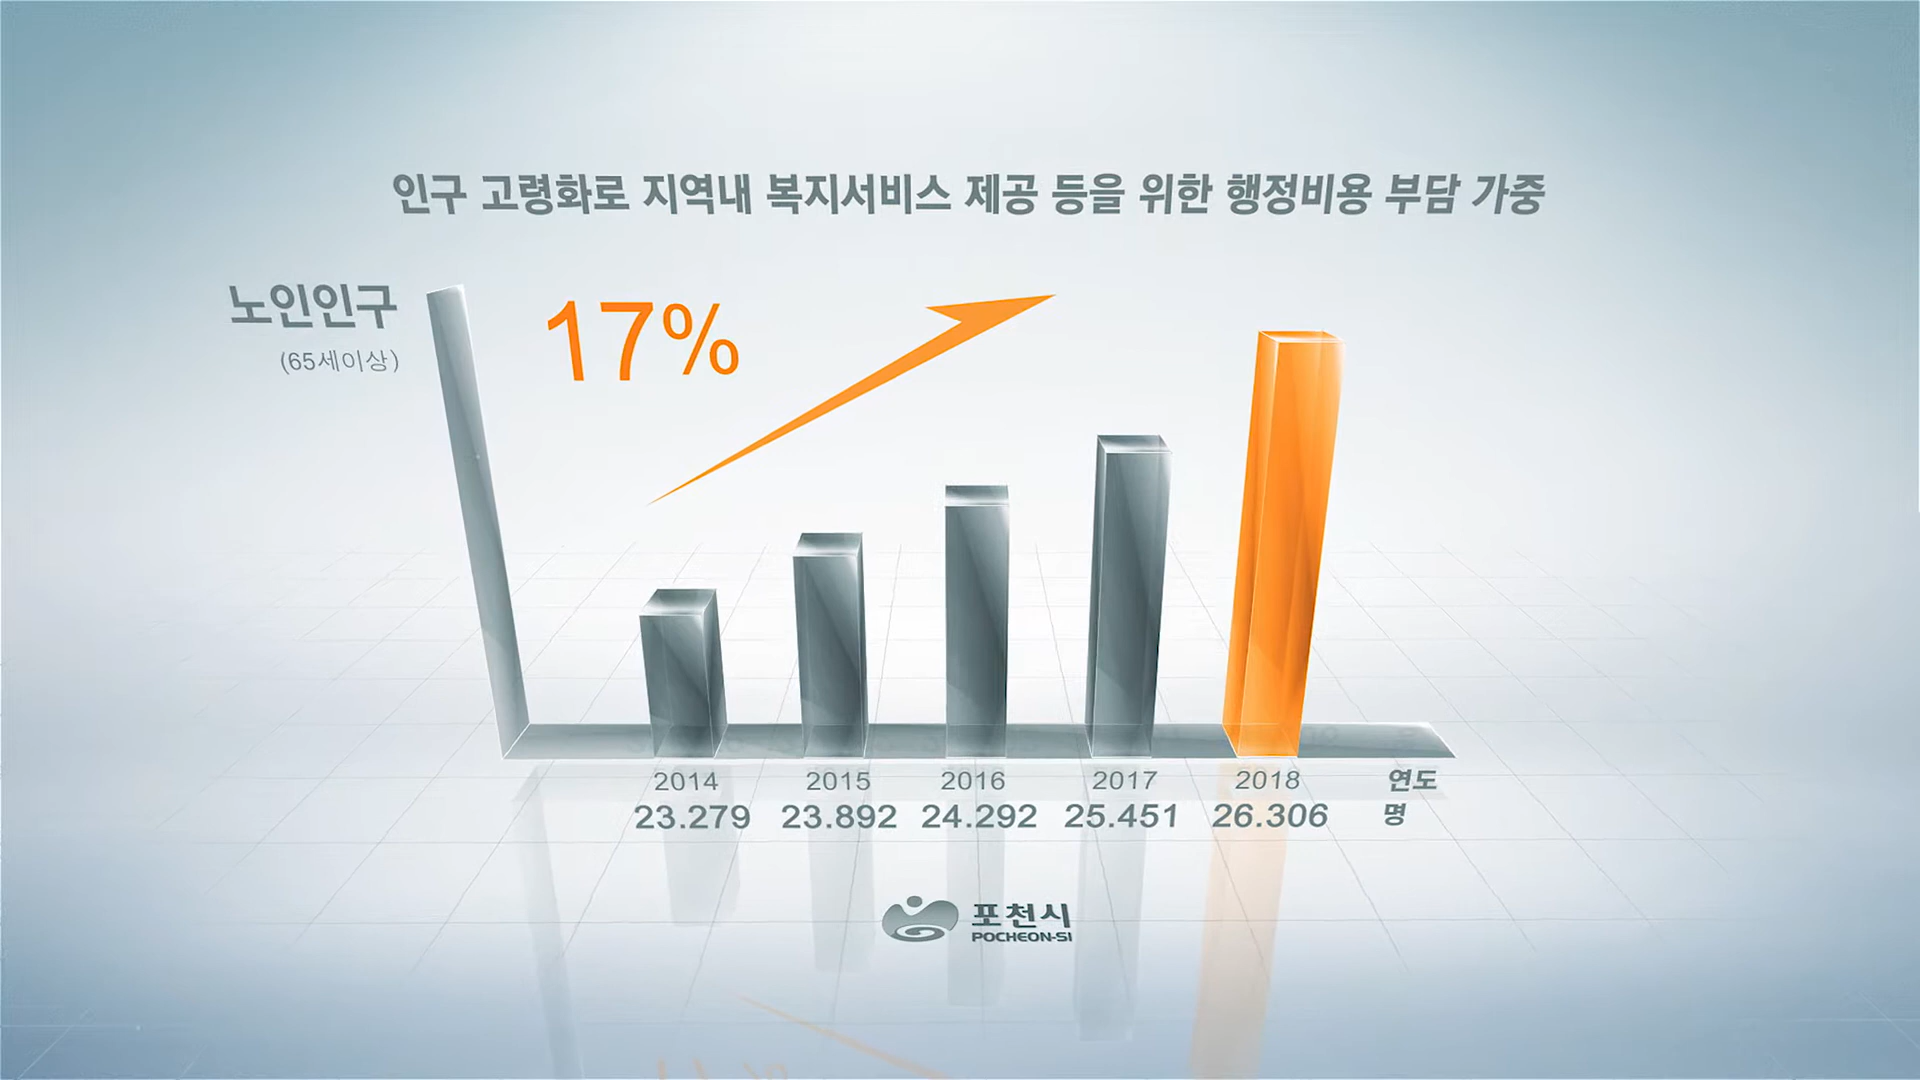 인구 고령화로 지역내 복지서비스 제공 등을 위한 행정비용 부담 가중
노인인구
(65세이상)
17%
2014 2015 2016 2017 2018 연도
23.279 23.892 24.292 25.451 26.306 명
포천시
POCHEON-SI